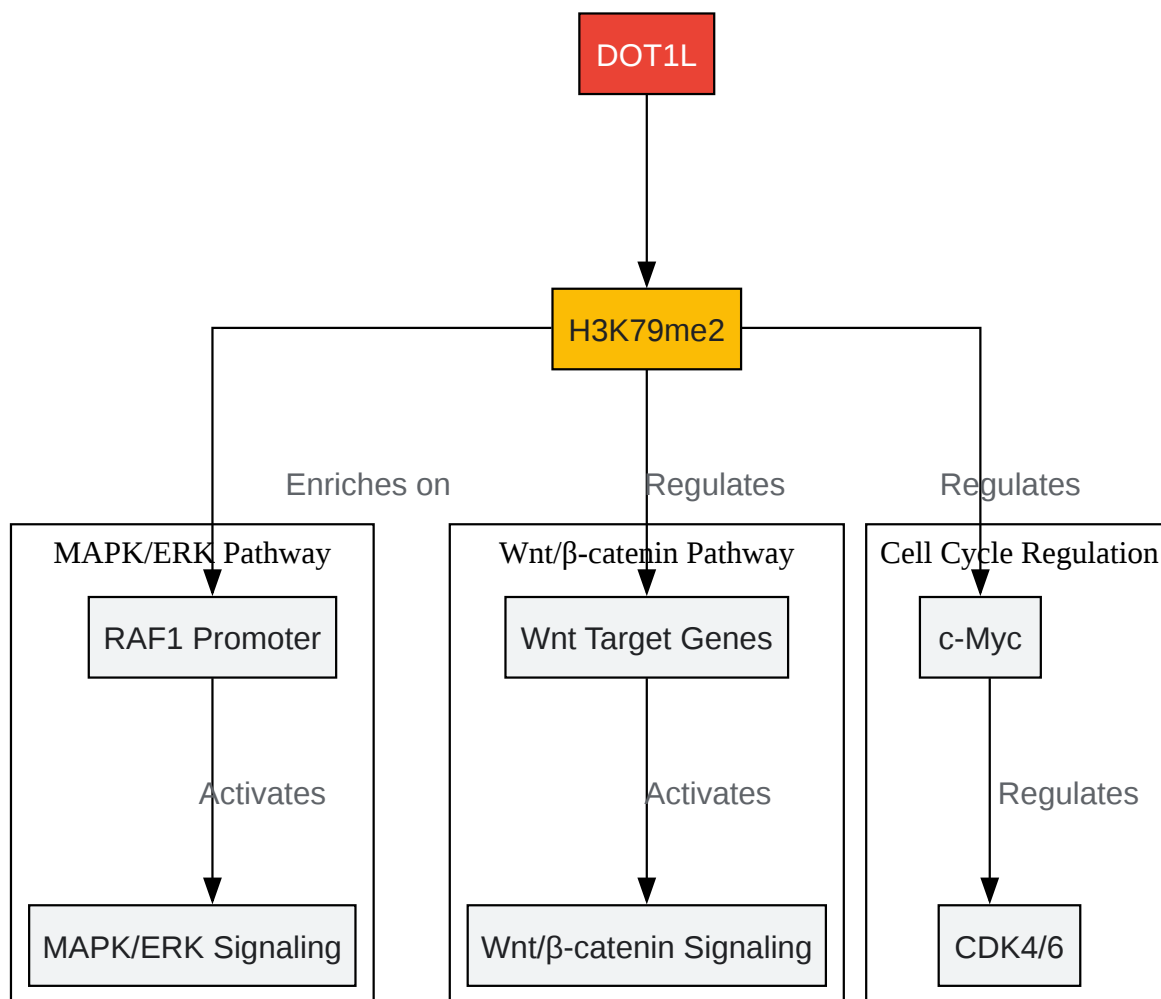 DOT1L
H3K79me2
Enriches on
Regulates
Regulates
MAPK/ERK Pathway
Wnt/β-catenin Pathway
Cell Cycle Regulation
RAF1 Promoter
Wnt Target Genes
c-Myc
Activates
Activates
Regulates
MAPK/ERK Signaling
Wnt/β-catenin Signaling
CDK4/6